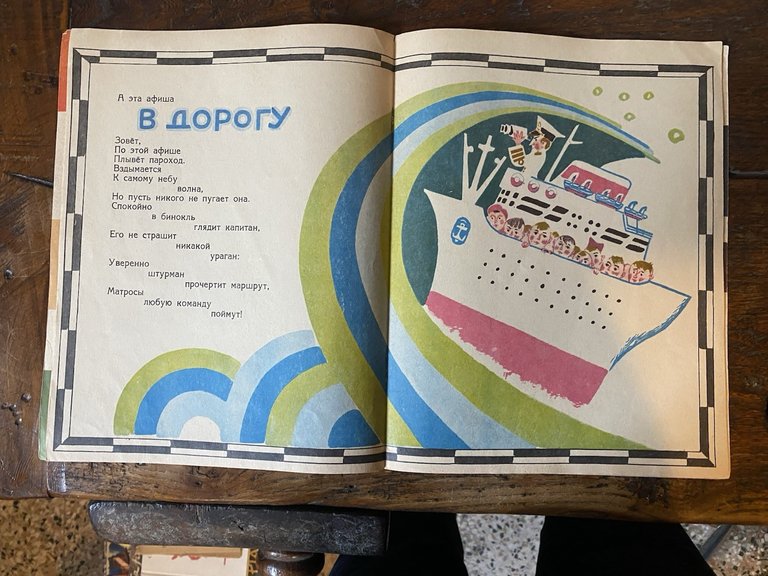 А эта афиша
В ДОРОГУ
Зовёт,
По этой афише
Плывёт пароход.
Вздымается
К самому небу
волна,
Но пусть никого не пугает она.
Спокойно
в бинокль
глядит капитан,
Его не страшит
никакой
ураган:
Уверенно
штурман
прочертит маршрут,
Матросы
любую команду
поймут!